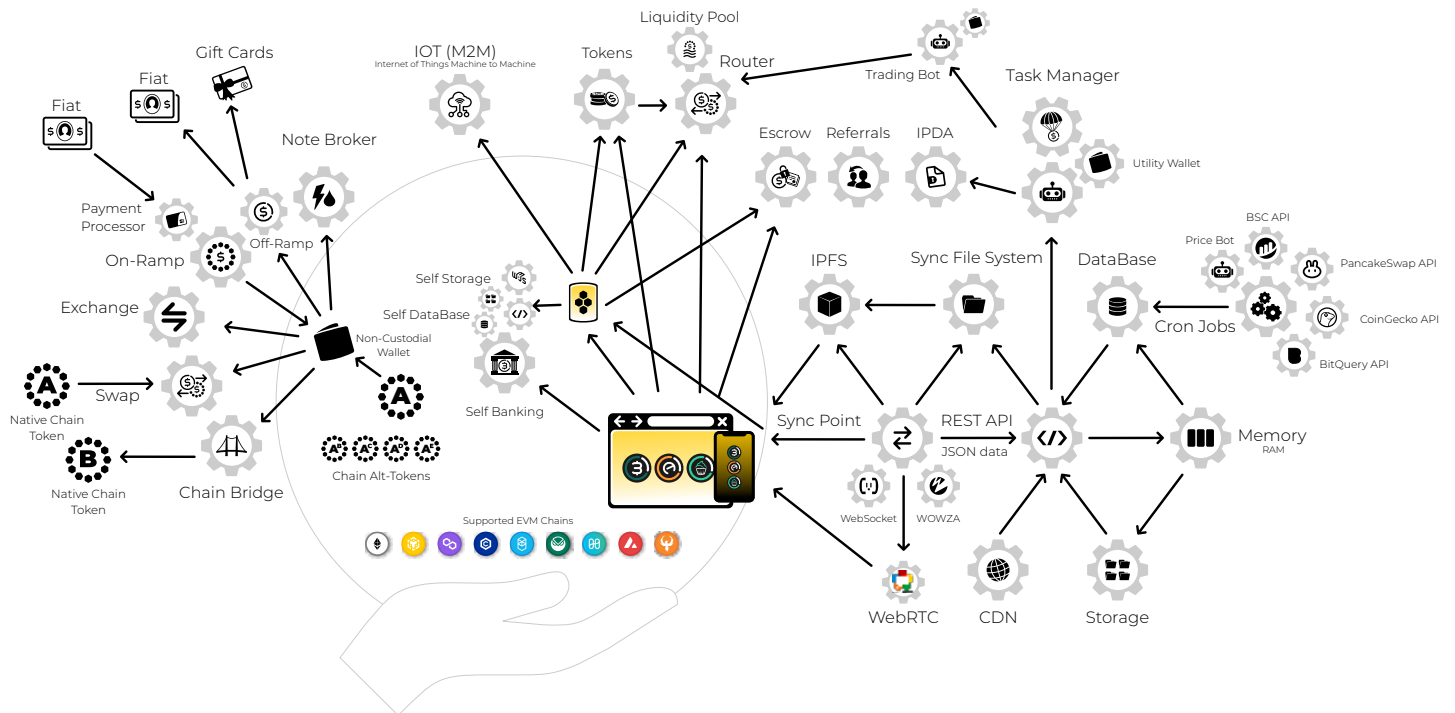 Liquidity Pool
Gift Cards
IOT (M2M)
Internet of Things Machine to Machine
Tokens
Router
Trading Bot
Task Manager
Fiat
Fiat
Note Broker
Escrow
Referrals
IPDA
Utility Wallet
Payment
Processor
Off-Ramp
On-Ramp
BSC API
Price Bot
PancakeSwap API
IPFS
Sync File System
DataBase
Self Storage
Exchange
Self DataBase
Cron Jobs
CoinGecko API
Non-Custodial
Wallet
BitQuery API
Swap
A
A
Native Chain
Token
Self Banking
Sync Point
REST API
JSON data
Memory
RAM
B
Native Chain
Token
Chain Bridge
A B
A C
A D
A E
Chain Alt-Tokens
WebSocket
WOWZA
Supported EVM Chains
WebRTC
CDN
Storage